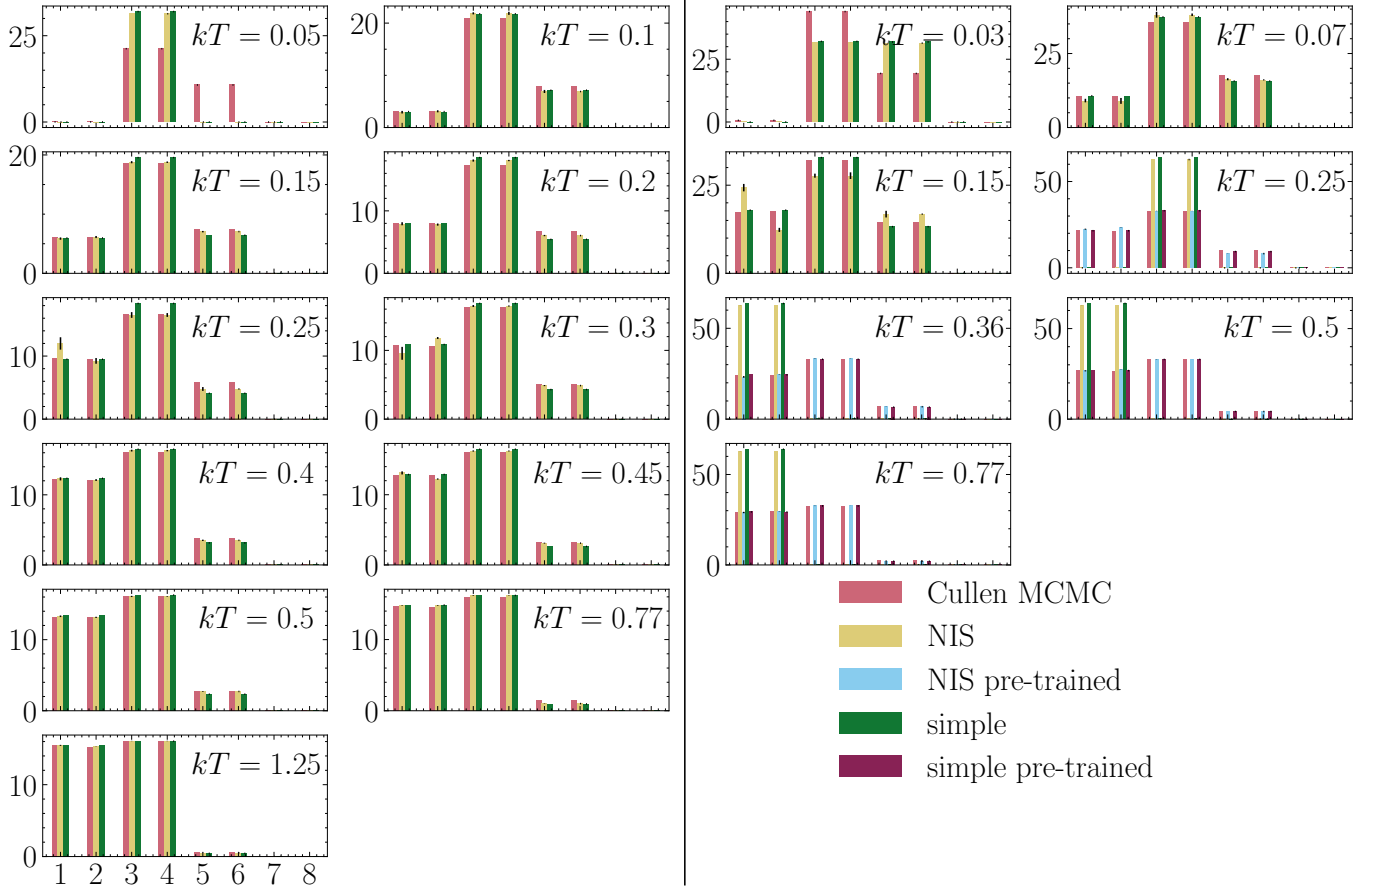 25
0
kT = 0.05
20
0
kT = 0.1
25
0
kT = 0.03
25
0
kT = 0.07
20
0
kT = 0.15
10
0
kT = 0.2
25
0
kT = 0.15
50
0
kT = 0.25
10
0
kT = 0.25
10
0
kT = 0.3
50
0
kT = 0.36
50
0
kT = 0.5
10
0
kT = 0.4
10
0
kT = 0.45
50
0
kT = 0.77
10
0
kT = 0.5
10
0
kT = 0.77
10
0
kT = 1.25
1 2 3 4 5 6 7 8
Cullen MCMC
NIS
NIS pre-trained
simple
simple pre-trained